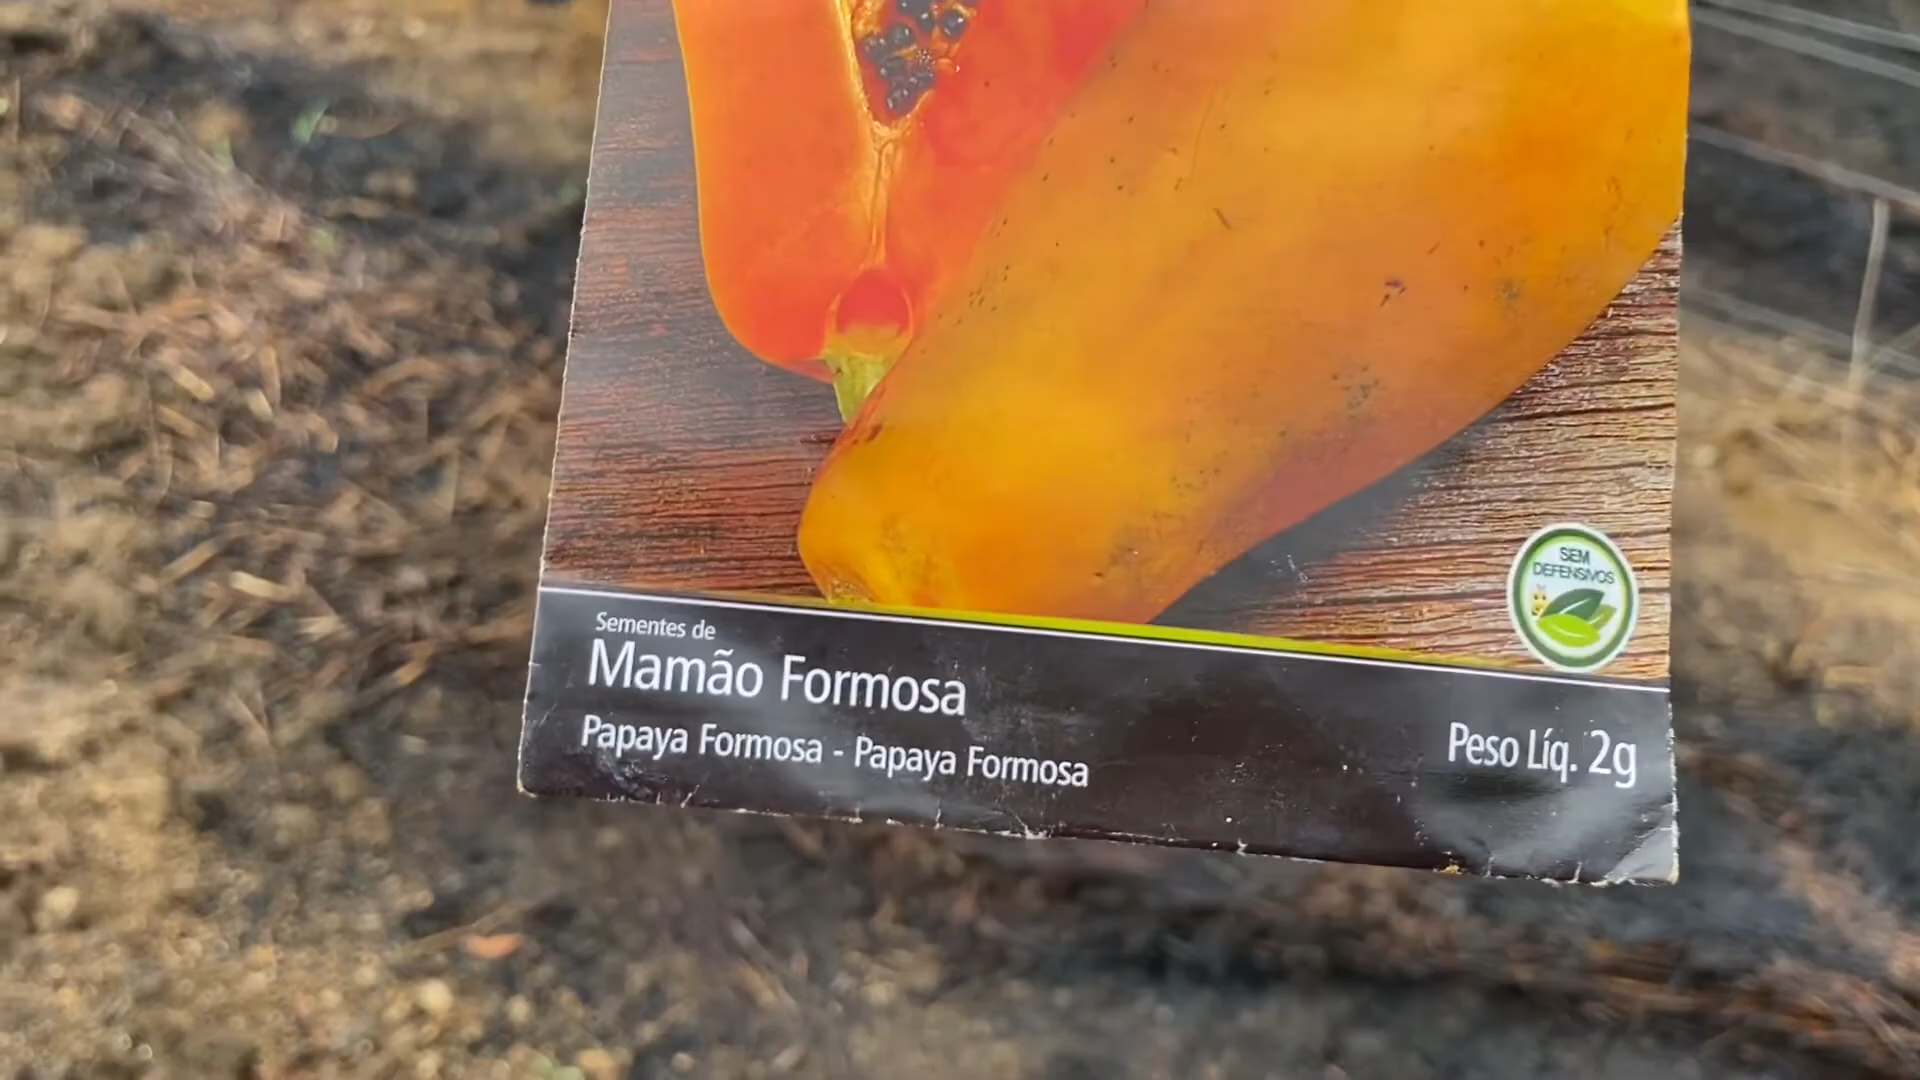 SEM
DEFENSIVOS
Sementes de
Mamão Formosa
Papaya Formosa - Papaya Formosa
Peso Líq. 2g